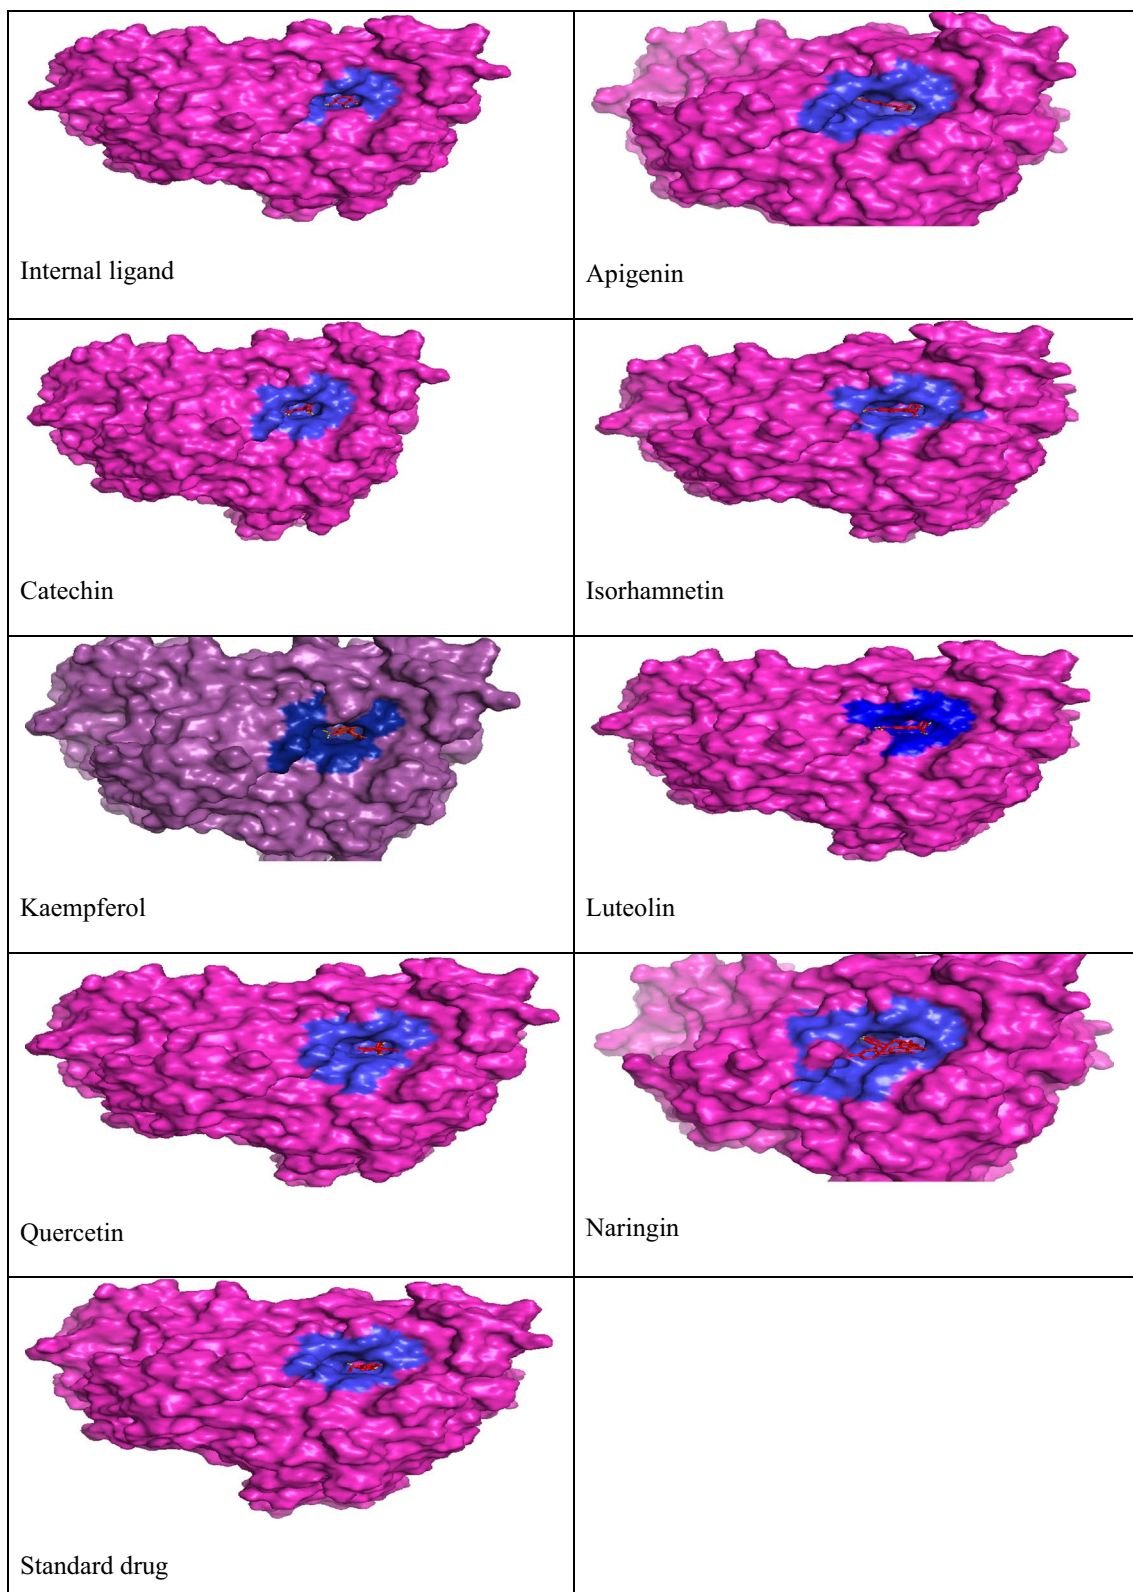 Internal ligand
Apigenin
Catechin
Isorhamnetin
Kaempferol
Luteolin
Quercetin
Naringin
Standard drug